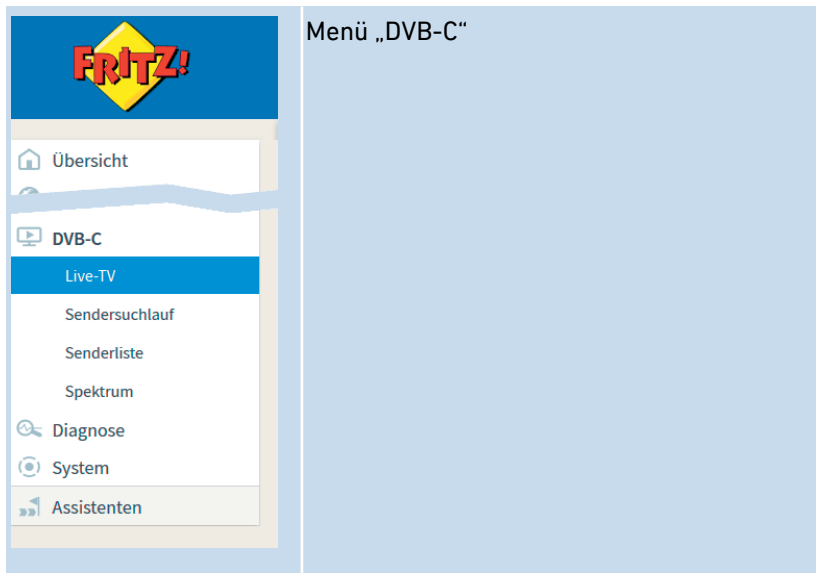 FRITZ!
Menü „DVB-C“
Übersicht
DVB-C
Live-TV
Sendersuchlauf
Senderliste
Spektrum
Diagnose
System
Assistenten